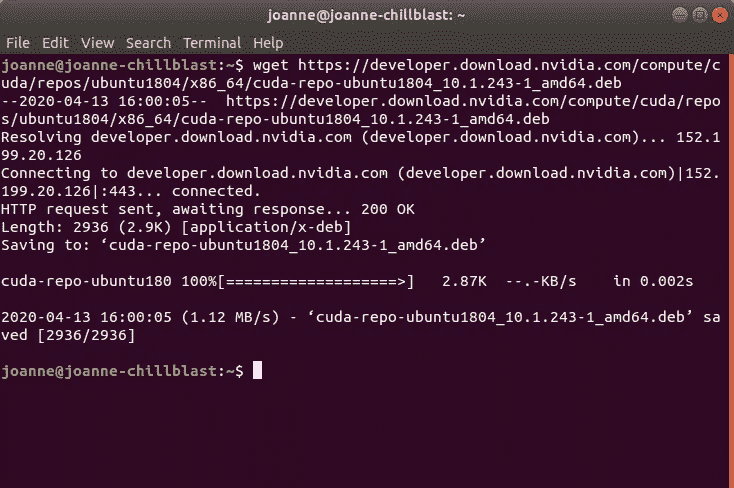 joanne@joanne-chillblast: ~
File Edit View Search Terminal Help
joanne@joanne-chillblast:~$ wget https://developer.download.nvidia.com/compute/c
uda/repos/ubuntu1804/x86_64/cuda-repo-ubuntu1804_10.1.243-1_amd64.deb
--2020-04-13 16:00:05--  https://developer.download.nvidia.com/compute/cuda/repo
s/ubuntu1804/x86_64/cuda-repo-ubuntu1804_10.1.243-1_amd64.deb
Resolving developer.download.nvidia.com (developer.download.nvidia.com)... 152.1
99.20.126
Connecting to developer.download.nvidia.com (developer.download.nvidia.com)|152.
199.20.126|:443... connected.
HTTP request sent, awaiting response... 200 OK
Length: 2936 (2.9K) [application/x-deb]
Saving to: ‘cuda-repo-ubuntu1804_10.1.243-1_amd64.deb’
cuda-repo-ubuntu180 100%[===================>]   2.87K  --.-KB/s    in 0.002s
2020-04-13 16:00:05 (1.12 MB/s) - ‘cuda-repo-ubuntu1804_10.1.243-1_amd64.deb’ sa
ved [2936/2936]
joanne@joanne-chillblast:~$